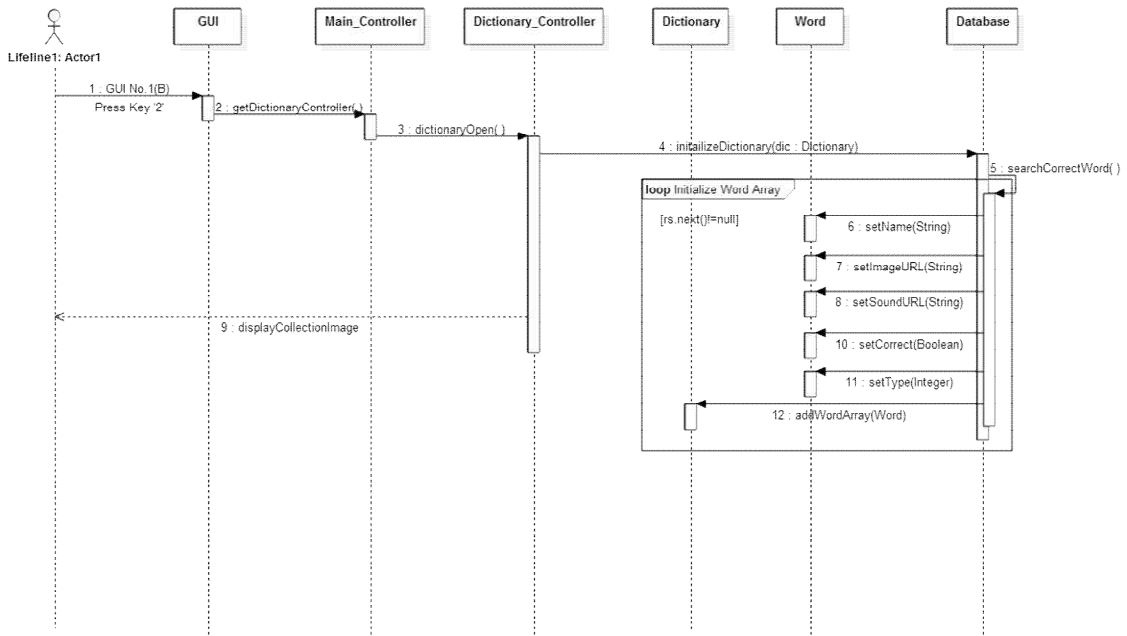 GUI
Main_Controller
Dictionary_Controller
Dictionary
Word
Database
Lifeline1: Actor1
1 : GUI No.1(B)
Press Key '2'
2 : getDictionaryController( )
3 : dictionaryOpen( )
4 : initailizeDictionary(dic : Dictionary)
5 : searchCorrectWord( )
loop Initialize Word Array
[rs.next()!=null]
6 : setName(String)
7 : setImageURL(String)
8 : setSoundURL(String)
9 : displayCollectionImage
10 : setCorrect(Boolean)
11 : setType(Integer)
12 : addWordArray(Word)